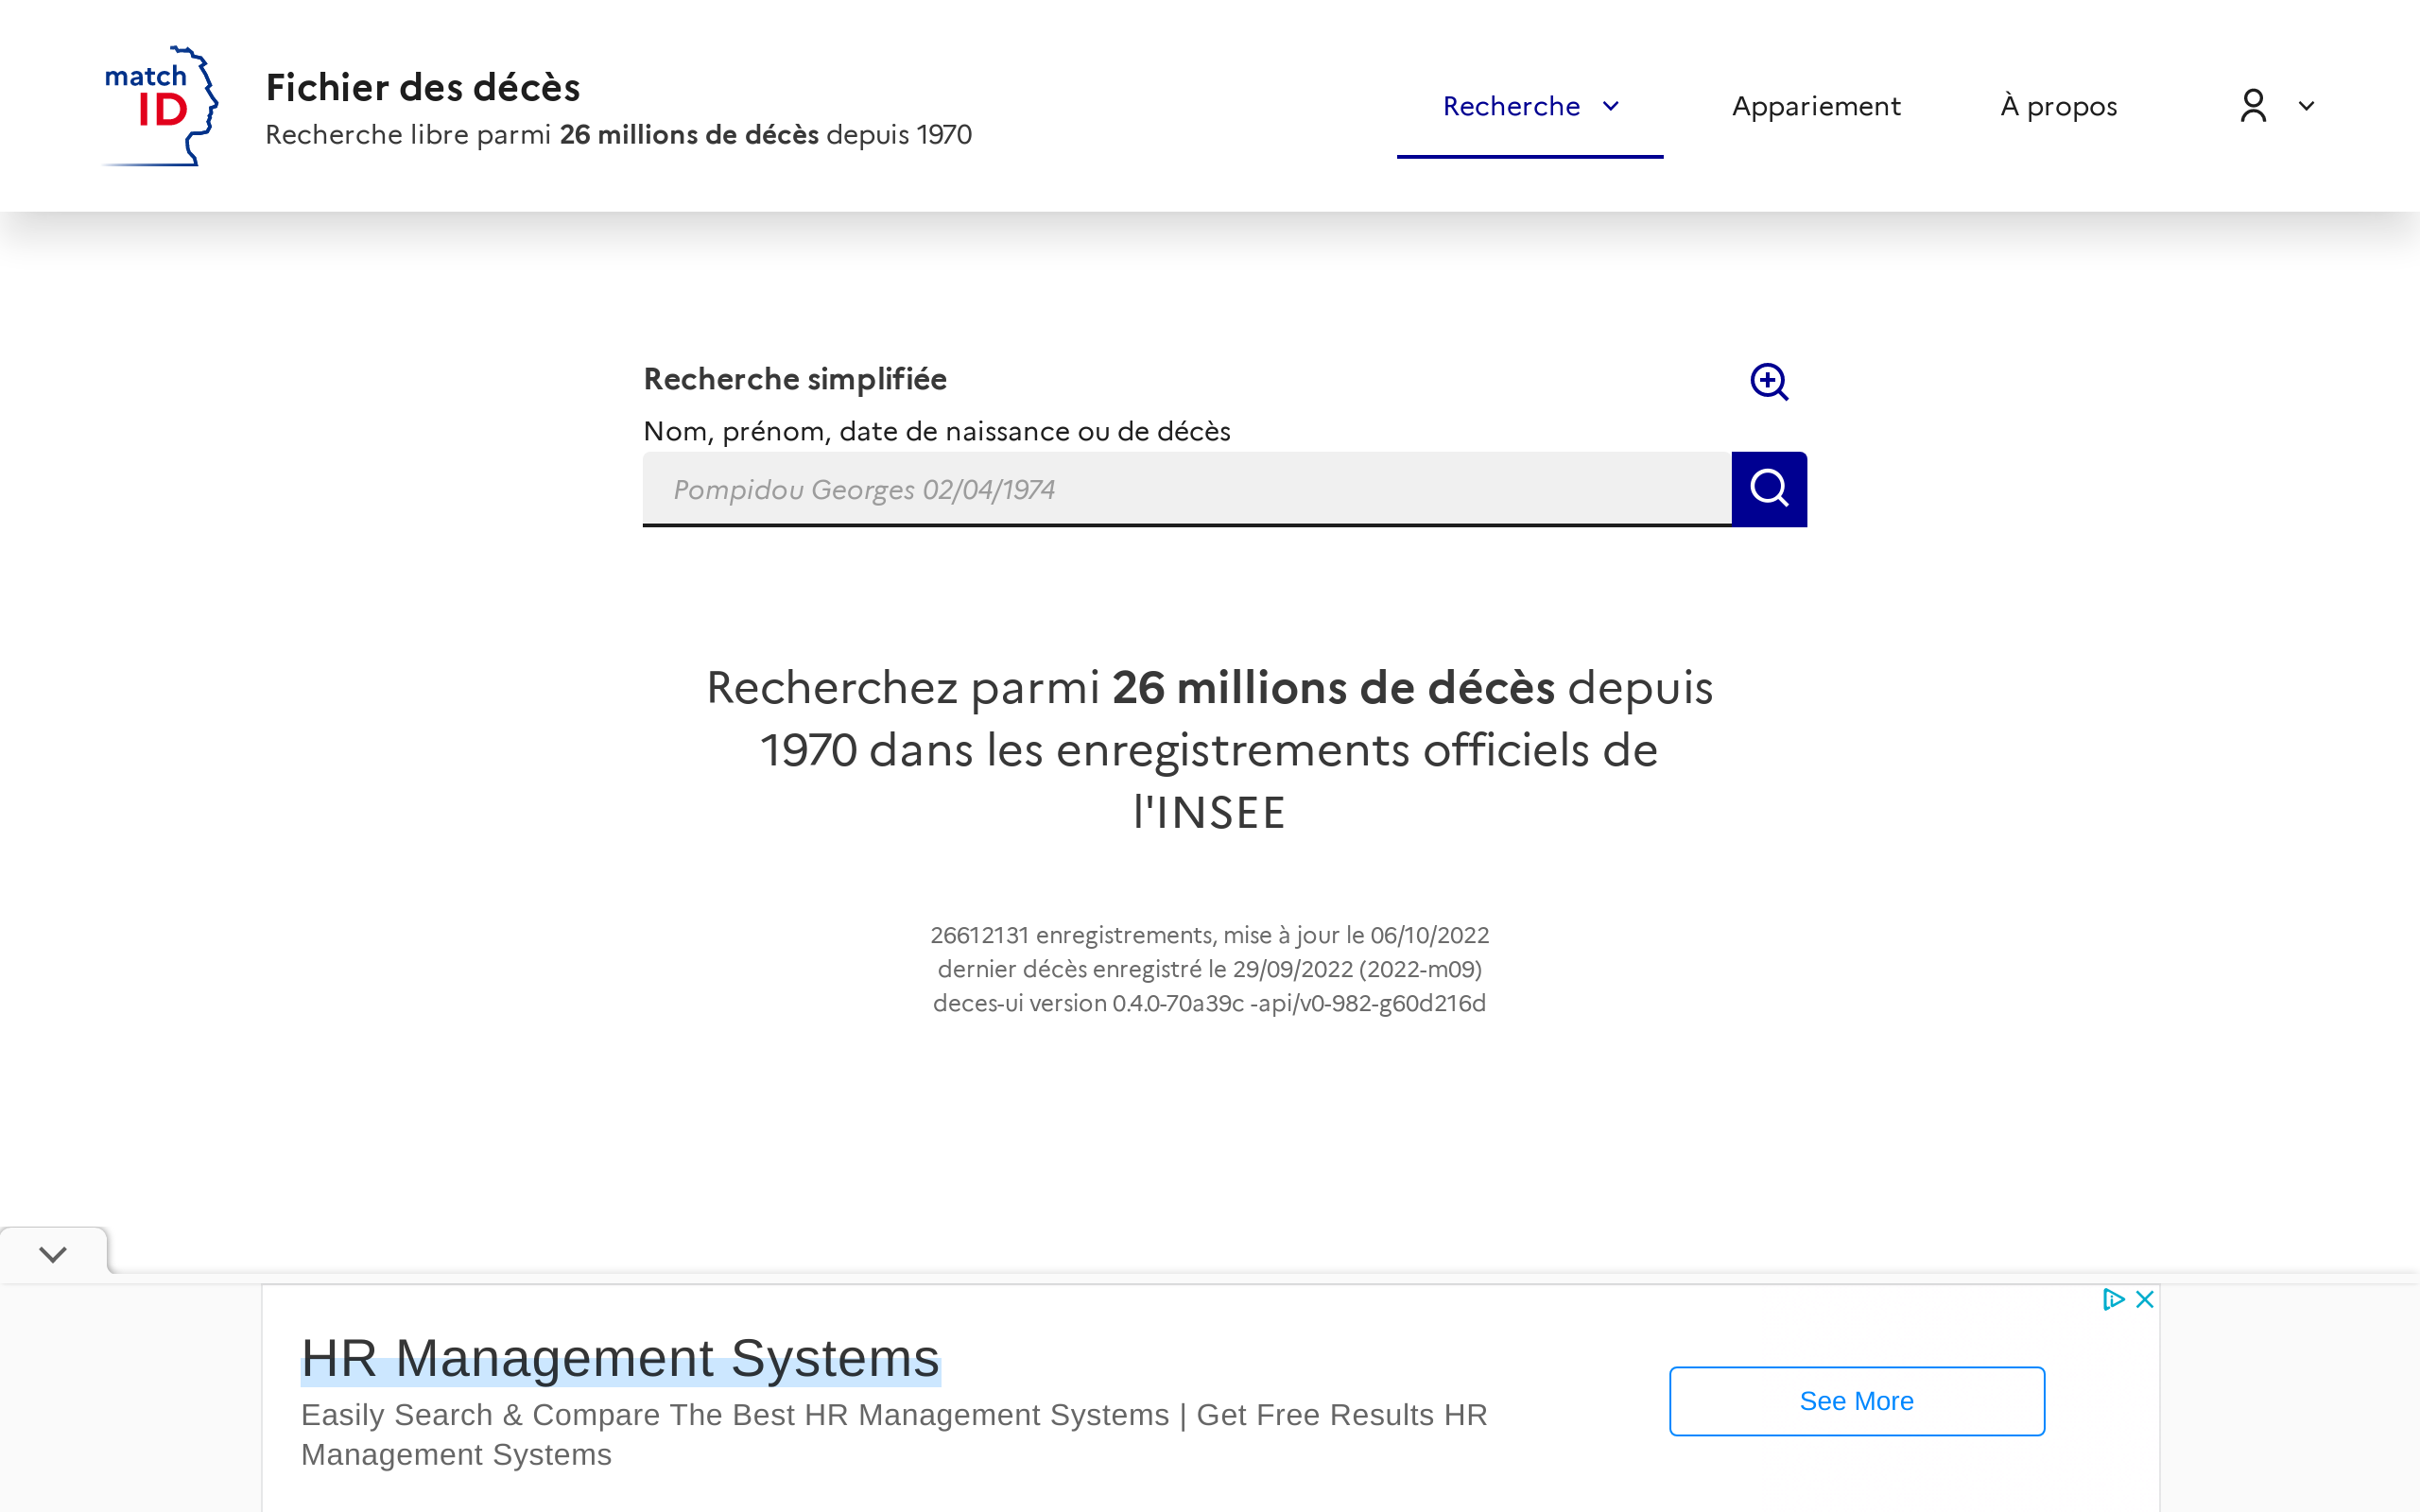 match
ID
Fichier des décès
Recherche libre parmi 26 millions de décès depuis 1970
Recherche
Appariement
À propos
Recherche simplifiée
Nom, prénom, date de naissance ou de décès
Pompidou Georges 02/04/1974
Recherchez parmi 26 millions de décès depuis
1970 dans les enregistrements officiels de
l'INSEE
26612131 enregistrements, mise à jour le 06/10/2022
dernier décès enregistré le 29/09/2022 (2022-m09)
deces-ui version 0.4.0-70a39c -api/v0-982-g60d216d
HR Management Systems
Easily Search & Compare The Best HR Management Systems | Get Free Results HR
Management Systems
See More